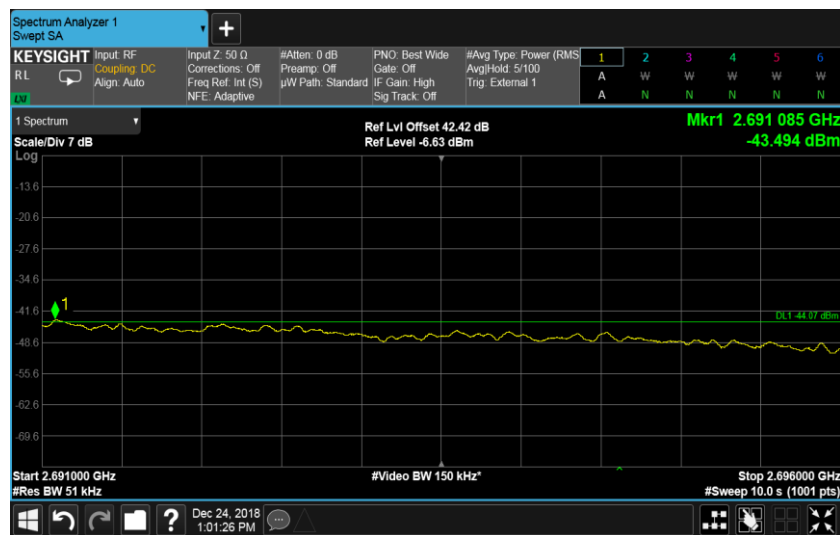 Spectrum Analyzer 1
Swept SA
KEYSIGHT
RL
LXI
Input: RF
Coupling: DC
Align: Auto
Input Z: 50 Ω
Corrections: Off
Freq Ref: Int (S)
NFE: Adaptive
#Atten: 0 dB
Preamp: Off
µW Path: Standard
PNO: Best Wide
Gate: Off
IF Gain: High
Sig Track: Off
#Avg Type: Power (RMS
Avg|Hold: 5/100
Trig: External 1
1 2 3 4 5 6
A W W W W W
A N N N N N
1 Spectrum
Scale/Div 7 dB
Ref Lvl Offset 42.42 dB
Ref Level -6.63 dBm
Mkr1 2.691 085 GHz
-43.494 dBm
Log
-13.6
-20.6
-27.6
-34.6
-41.6
1
DL1 -44.07 dBm
-48.6
-55.6
-62.6
-69.6
Start 2.691000 GHz
#Res BW 51 kHz
#Video BW 150 kHz*
Stop 2.696000 GHz
#Sweep 10.0 s (1001 pts)
?
Dec 24, 2018
1:01:26 PM